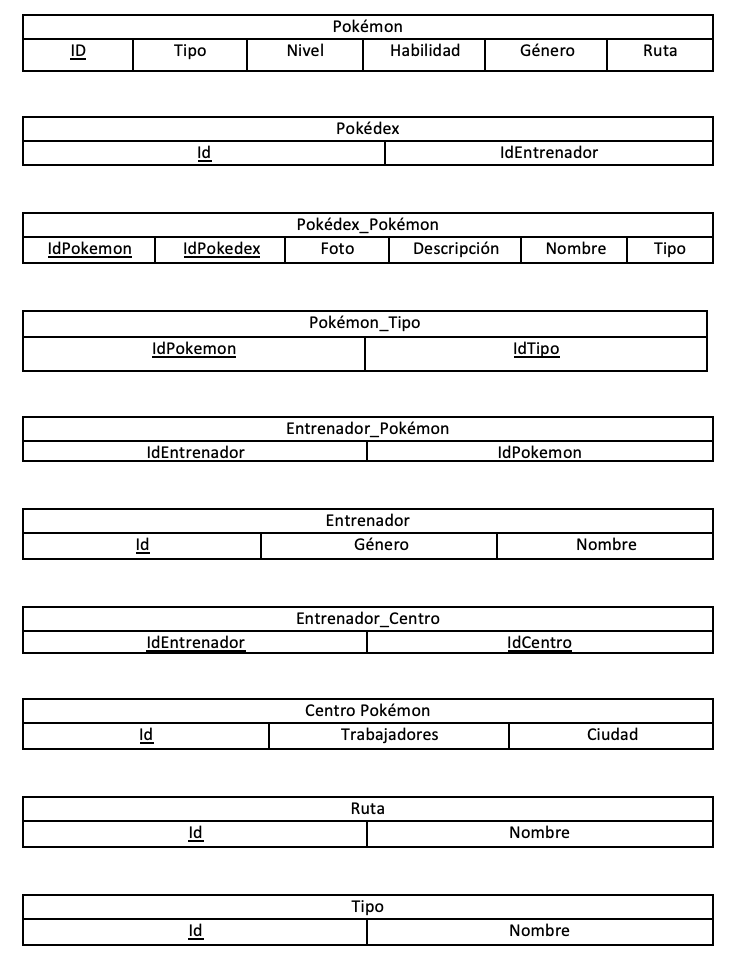 Pokémon
ID Tipo Nivel Habilidad Género Ruta
Pokédex
Id IdEntrenador
Pokédex_Pokémon
IdPokemon IdPokedex Foto Descripción Nombre Tipo
Pokémon_Tipo
IdPokemon IdTipo
Entrenador_Pokémon
IdEntrenador IdPokemon
Entrenador
Id Género Nombre
Entrenador_Centro
IdEntrenador IdCentro
Centro Pokémon
Id Trabajadores Ciudad
Ruta
Id Nombre
Tipo
Id Nombre